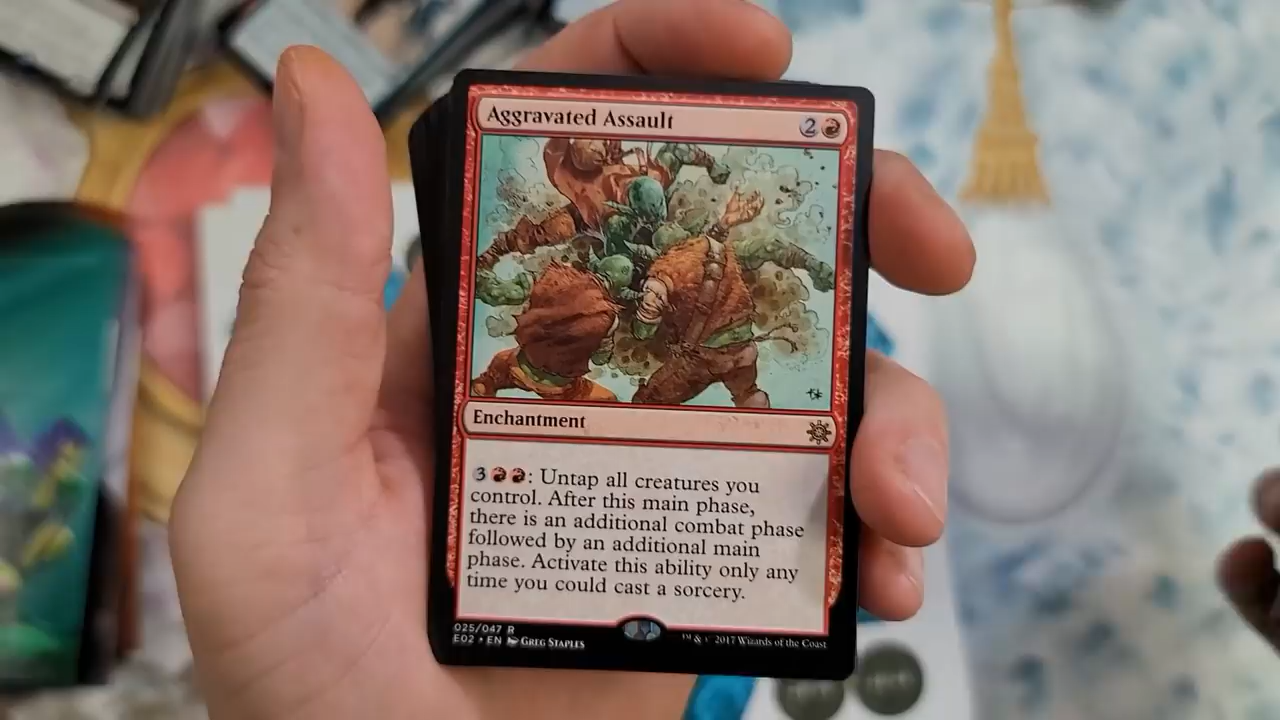 Aggravated Assault 2
Enchantment
3 : Untap all creatures you
control. After this main phase,
there is an additional combat phase
followed by an additional main
phase. Activate this ability only any
time you could cast a sorcery.
025/047 R
E02 • EN GREG STAPLES
™ & © 2017 Wizards of the Coast